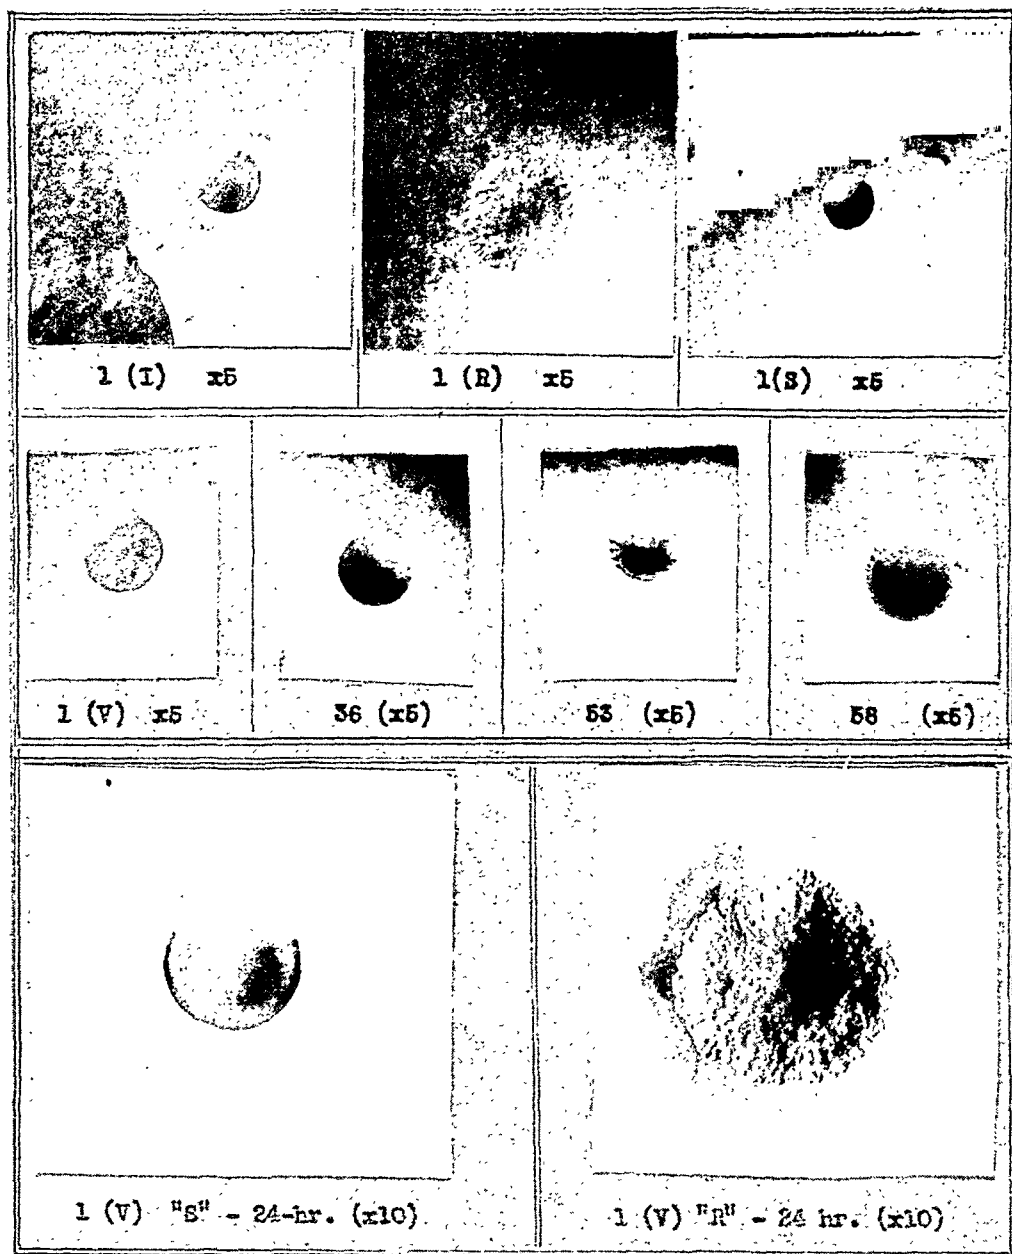 1 (I) x5
1 (R) x5
1(S) x5
1 (V) x5
36 (x5)
53 (x5)
58 (x5)
1 (V) "S" - 24-hr. (x10)
1 (V) "R" - 24 hr. (x10)